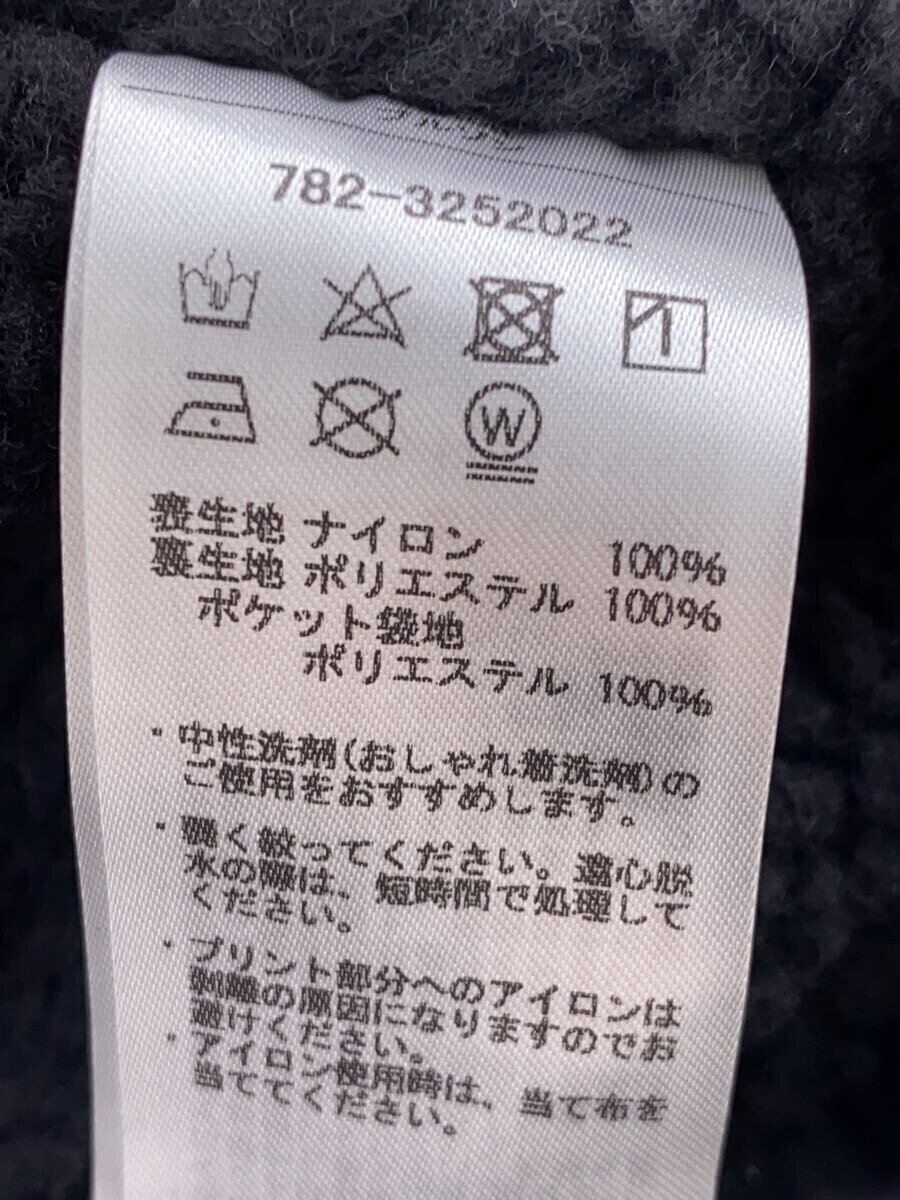 782-3252022
W
表生地 ナイロン 100%
裏生地 ポリエステル 100%
ポケット袋地
ポリエステル 100%
・中性洗剤(おしゃれ着洗剤)の
ご使用をおすすめします。
・弱く絞ってください。遠心脱
水の際は、短時間で処理して
ください。
・プリント部分へのアイロンは
剥離の原因になりますのでお
避けください。
・アイロン使用時は、当て布を
当ててください。